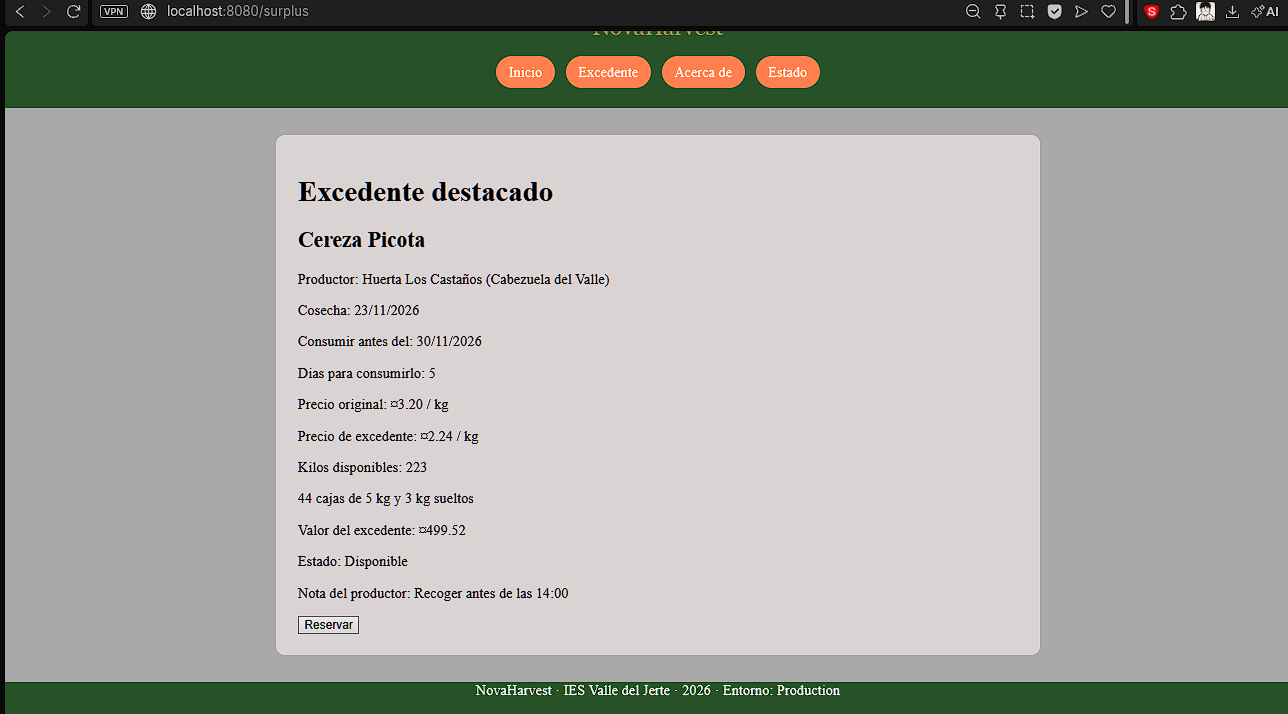 VPN
localhost:8080/surplus
S
AI
NovaHarvest
Inicio
Excedente
Acerca de
Estado
Excedente destacado
Cereza Picota
Productor: Huerta Los Castaños (Cabezuela del Valle)
Cosecha: 23/11/2026
Consumir antes del: 30/11/2026
Dias para consumirlo: 5
Precio original: ¤3.20 / kg
Precio de excedente: ¤2.24 / kg
Kilos disponibles: 223
44 cajas de 5 kg y 3 kg sueltos
Valor del excedente: ¤499.52
Estado: Disponible
Nota del productor: Recoger antes de las 14:00
Reservar
NovaHarvest · IES Valle del Jerte · 2026 · Entorno: Production